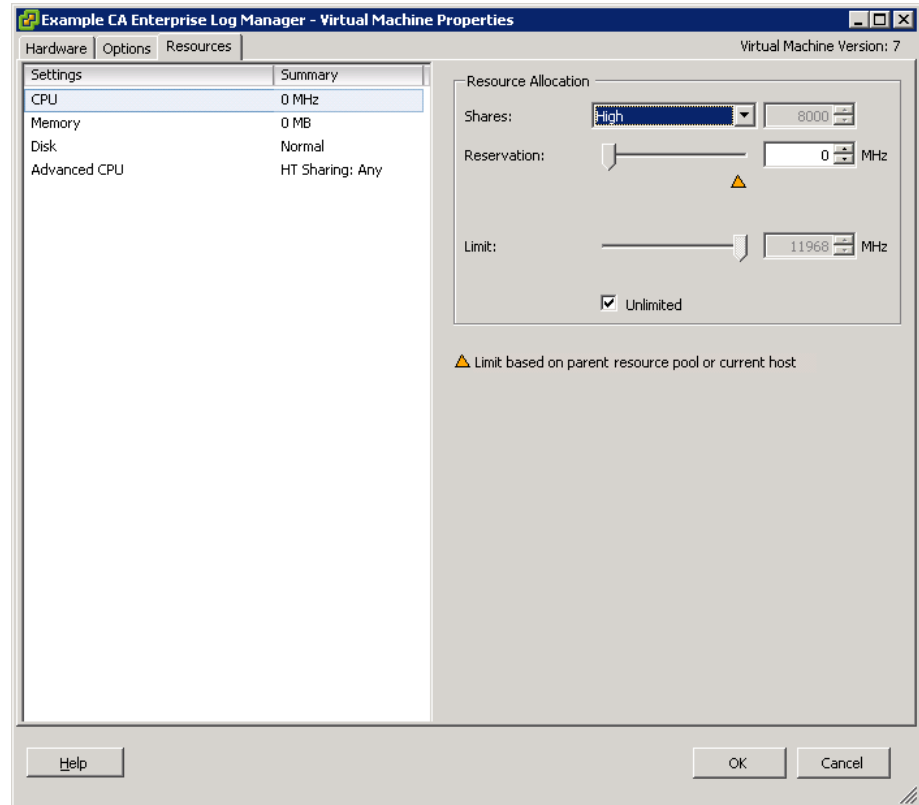 Example CA Enterprise Log Manager - Virtual Machine Properties
Hardware Options Resources Virtual Machine Version: 7
Settings Summary
CPU 0 MHz
Memory 0 MB
Disk Normal
Advanced CPU HT Sharing: Any
Resource Allocation
Shares: High 8000
Reservation: 0 MHz
Limit: 11968 MHz
Unlimited
Limit based on parent resource pool or current host
Help OK Cancel